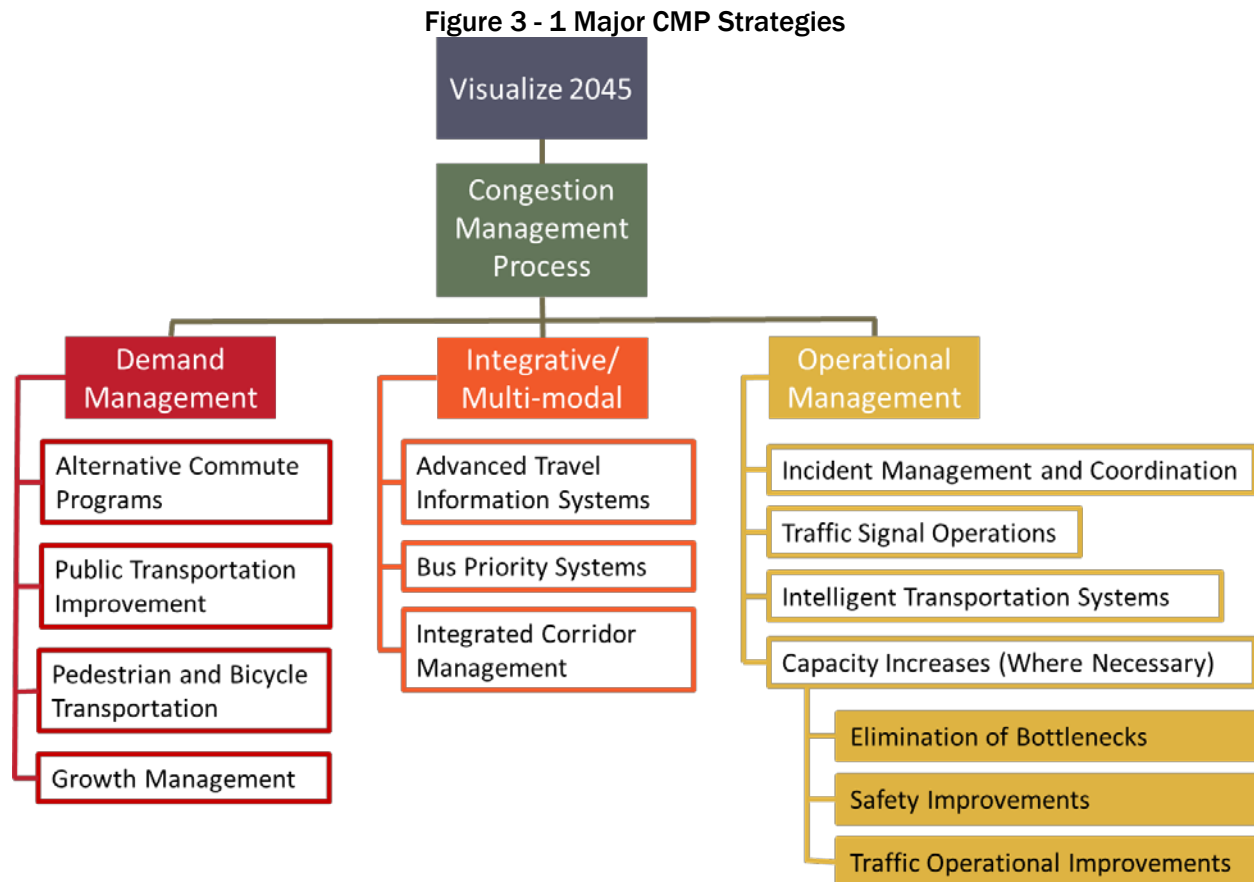 Figure 3 - 1 Major CMP Strategies
Visualize 2045
Congestion
Management
Process
Demand
Management
Alternative Commute
Programs
Public Transportation
Improvement
Pedestrian and Bicycle
Transportation
Growth Management
Integrative/
Multi-modal
Advanced Travel
Information Systems
Bus Priority Systems
Integrated Corridor
Management
Operational
Management
Incident Management and Coordination
Traffic Signal Operations
Intelligent Transportation Systems
Capacity Increases (Where Necessary)
Elimination of Bottlenecks
Safety Improvements
Traffic Operational Improvements